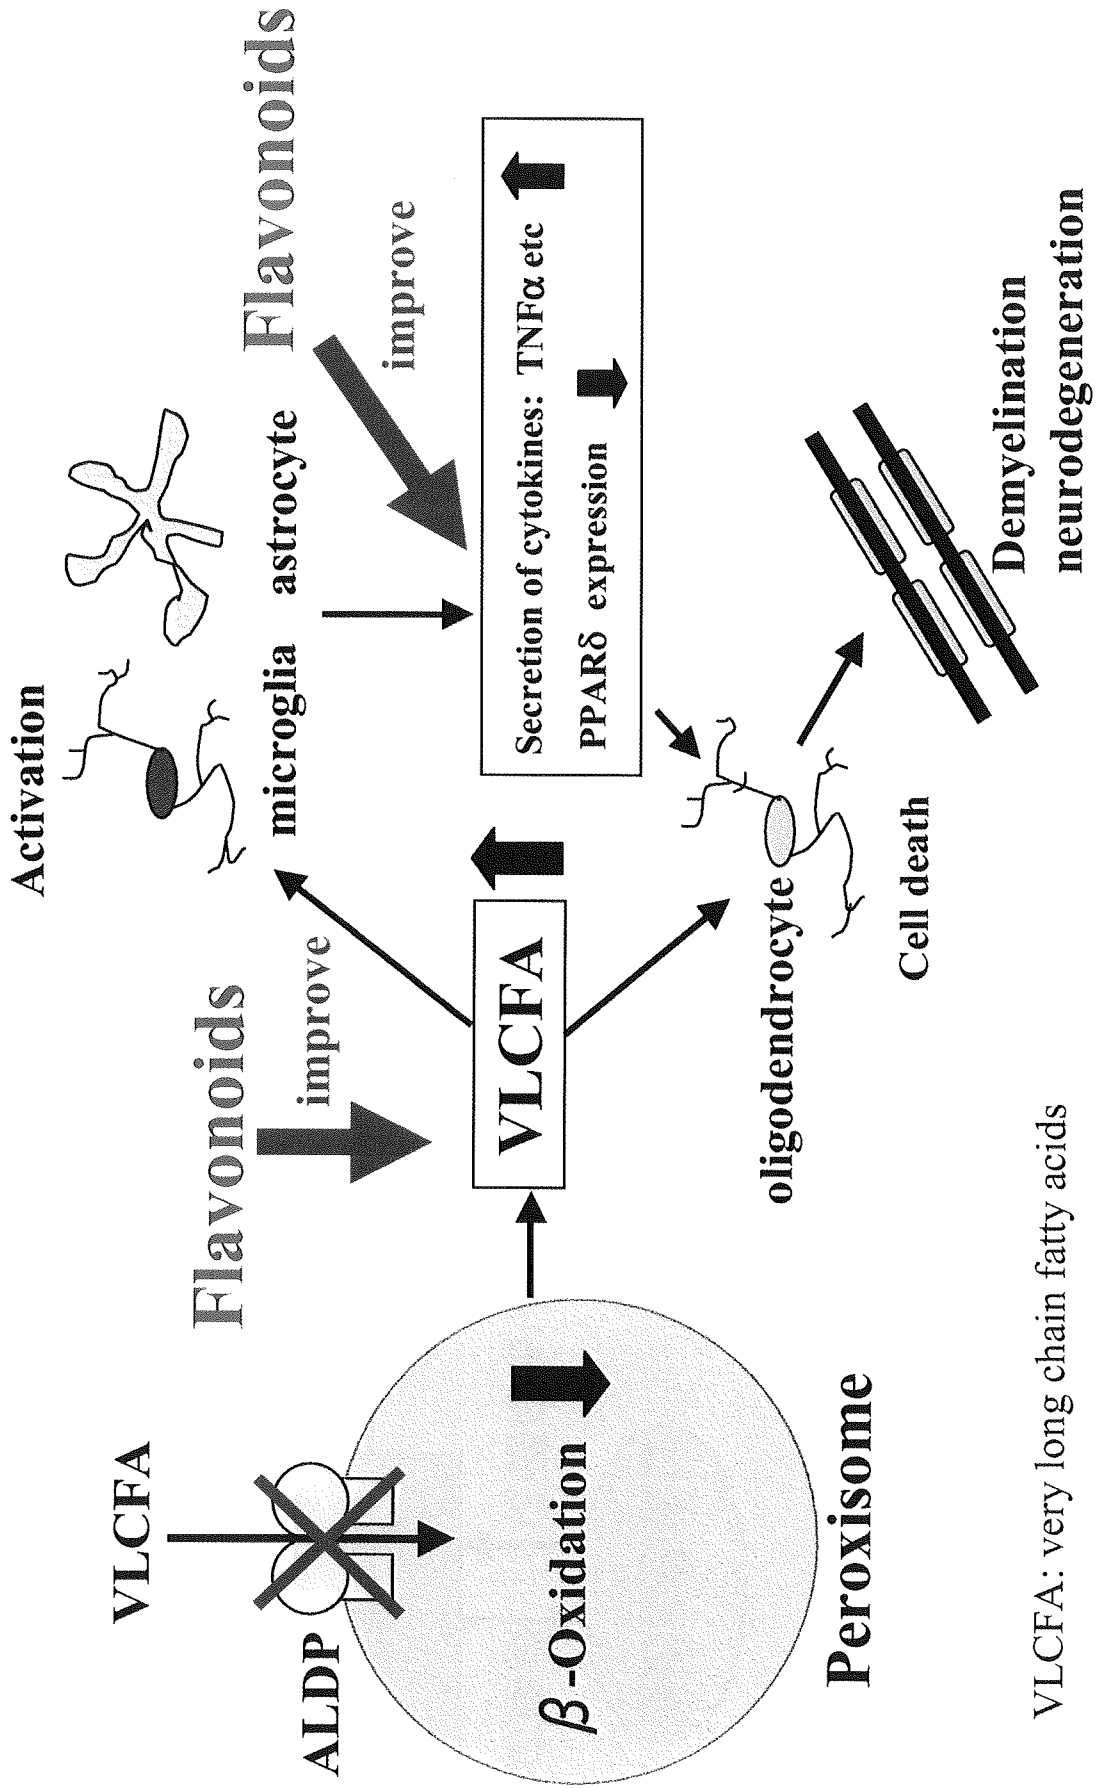 VLCFA
ALDP
β-Oxidation
Peroxisome
Flavonoids
improve
VLCFA
Activation
microglia
astrocyte
Flavonoids
improve
Secretion of cytokines: TNFα etc
PPARδ expression
oligodendrocyte
Cell death
Demyelination
neurodegeneration
VLCFA: very long chain fatty acids